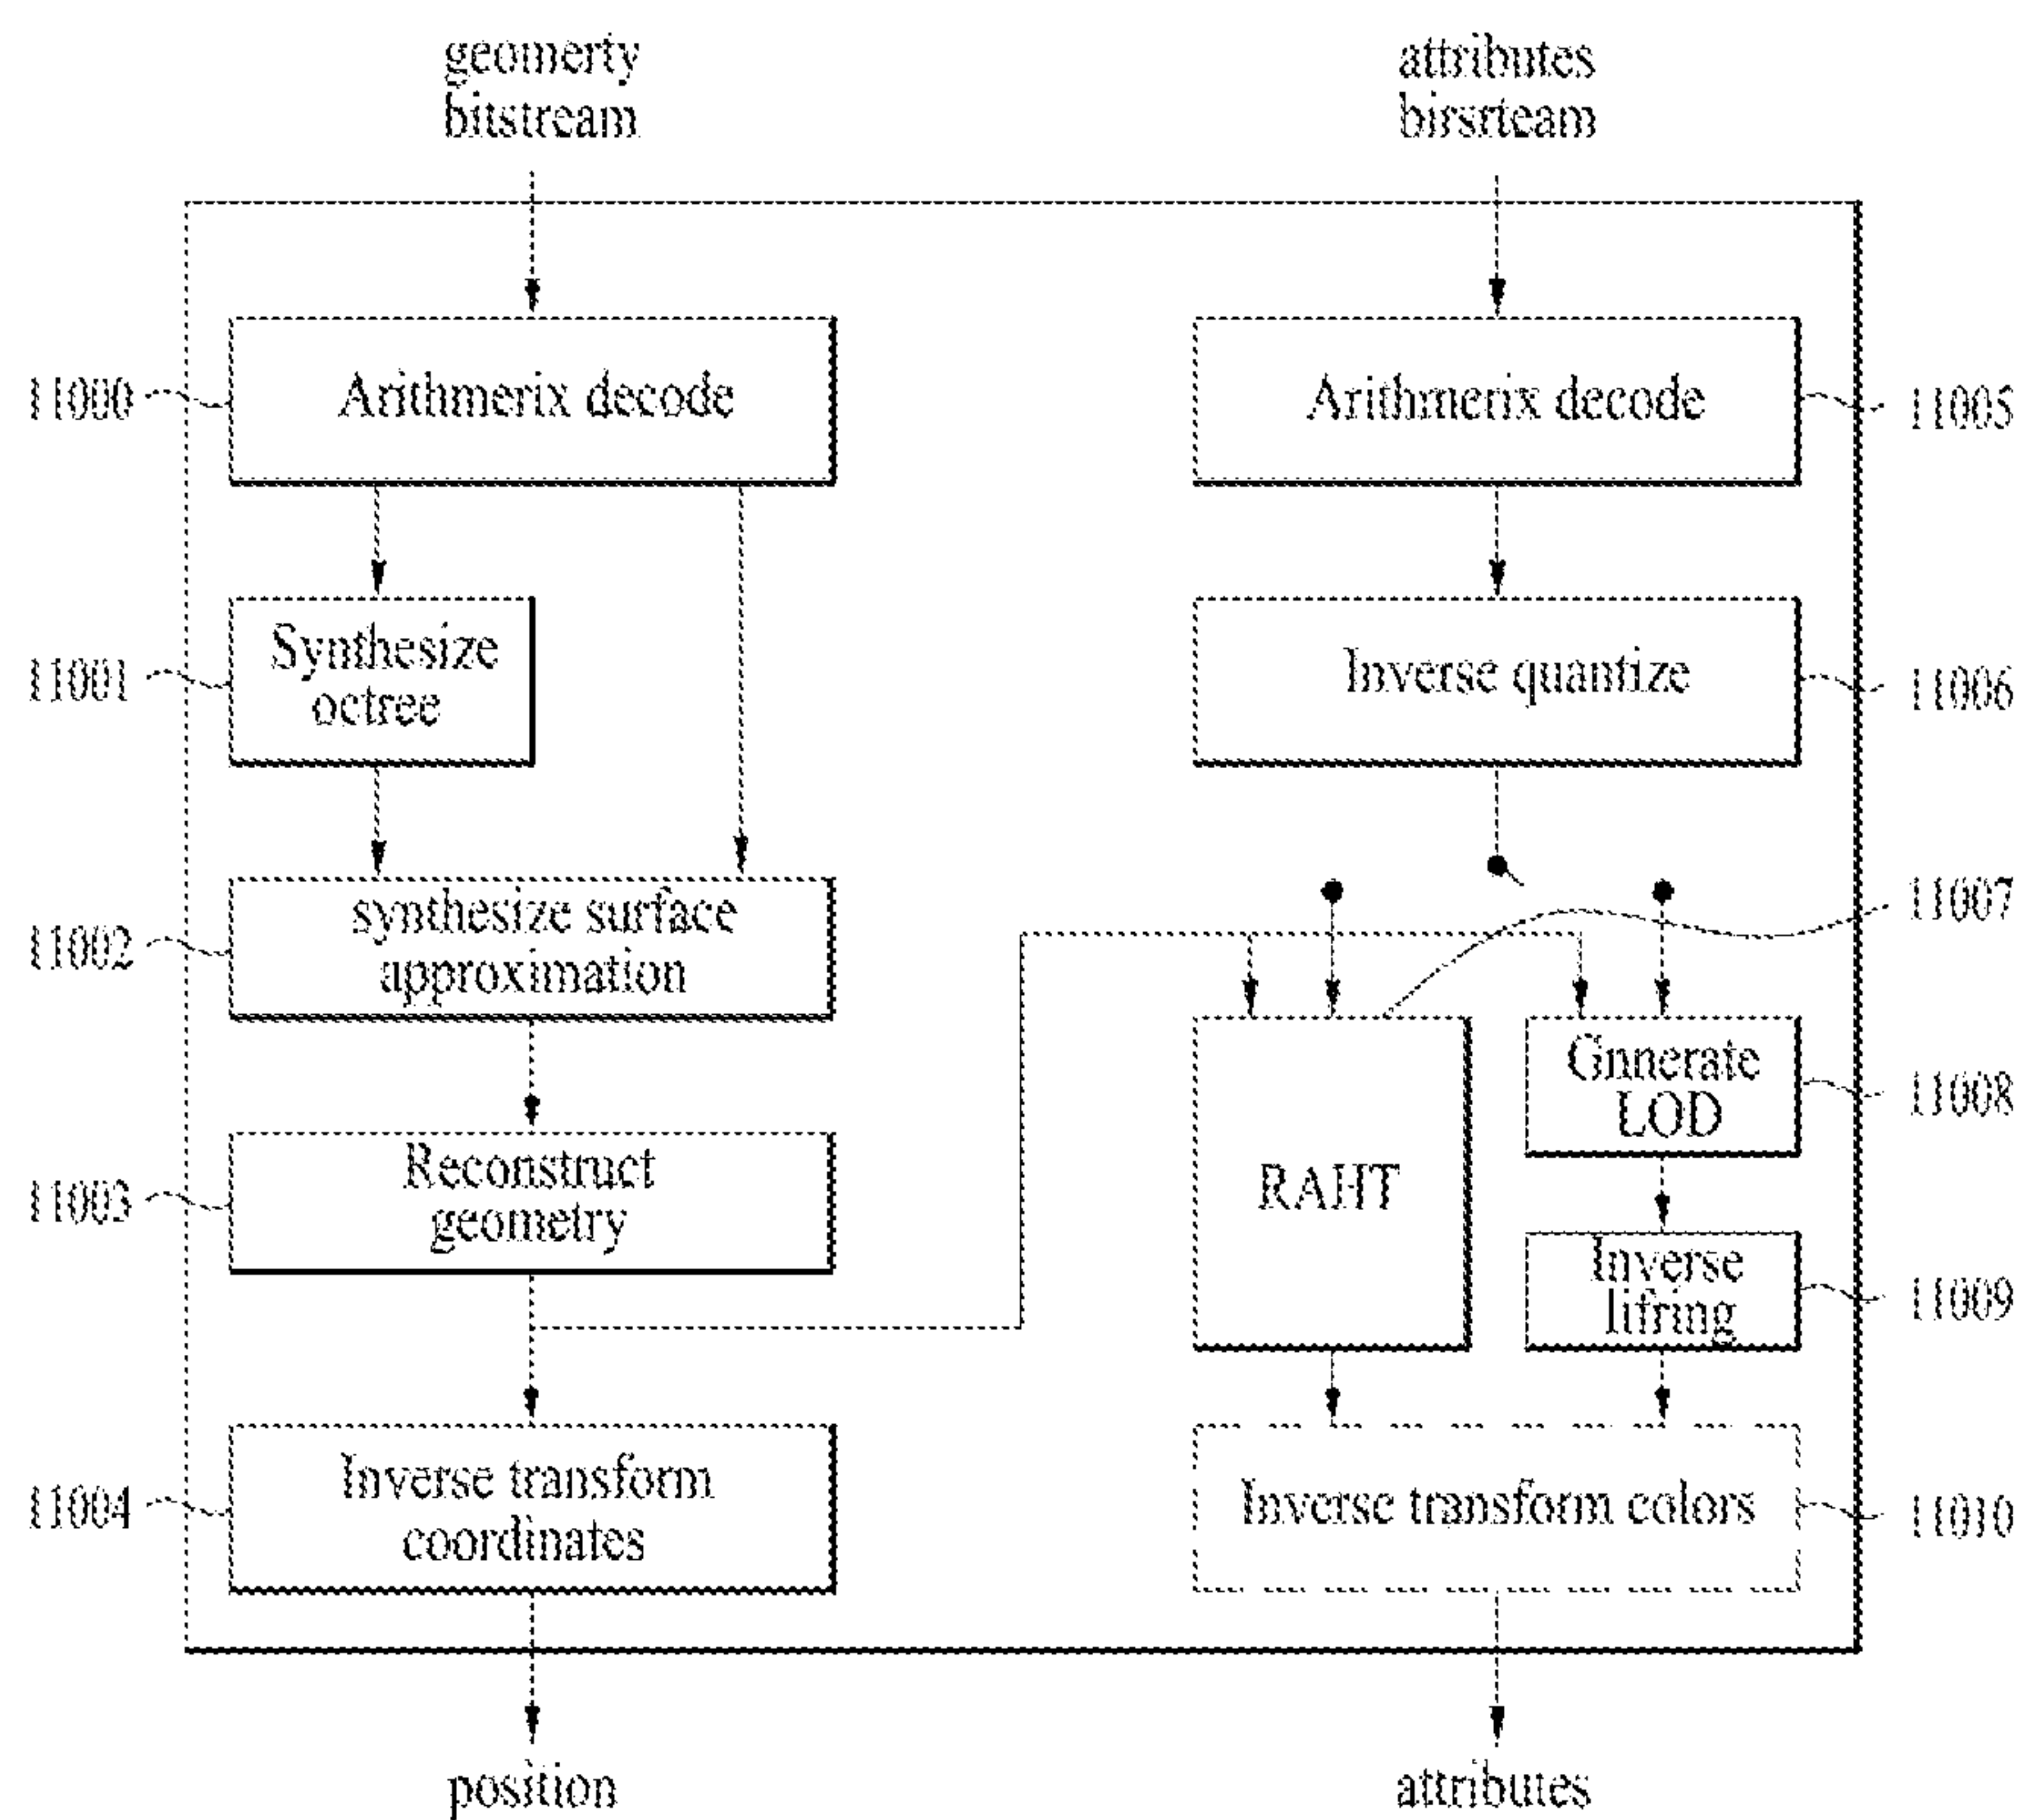 geomerty
bitstream
attributes
birsrteam
11000
Arithmerix decode
Arithmerix decode
11005
11001
Synthesize
octree
Inverse quantize
11006
11002
synthesize surface
approximation
11007
11003
Reconstruct
geometry
RAHT
Gnnerate
LOD
11008
Inverse
lifring
11009
11004
Inverse transform
coordinates
Inverse transform colors
11010
position
attributes